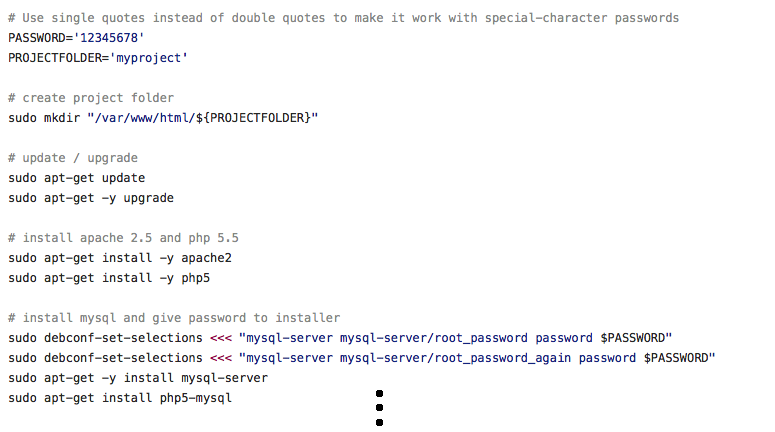 # Use single quotes instead of double quotes to make it work with special-character passwords
PASSWORD='12345678'
PROJECTFOLDER='myproject'
# create project folder
sudo mkdir "/var/www/html/${PROJECTFOLDER}"
# update / upgrade
sudo apt-get update
sudo apt-get -y upgrade
# install apache 2.5 and php 5.5
sudo apt-get install -y apache2
sudo apt-get install -y php5
# install mysql and give password to installer
sudo debconf-set-selections <<< "mysql-server mysql-server/root_password password $PASSWORD"
sudo debconf-set-selections <<< "mysql-server mysql-server/root_password_again password $PASSWORD"
sudo apt-get -y install mysql-server
sudo apt-get install php5-mysql